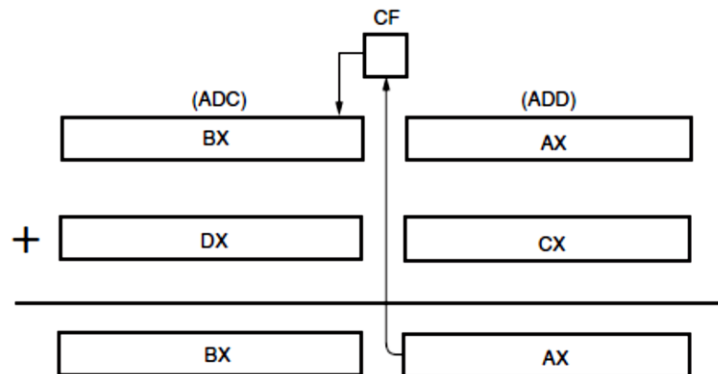 CF
(ADC) (ADD)
BX AX
+ DX CX
BX AX